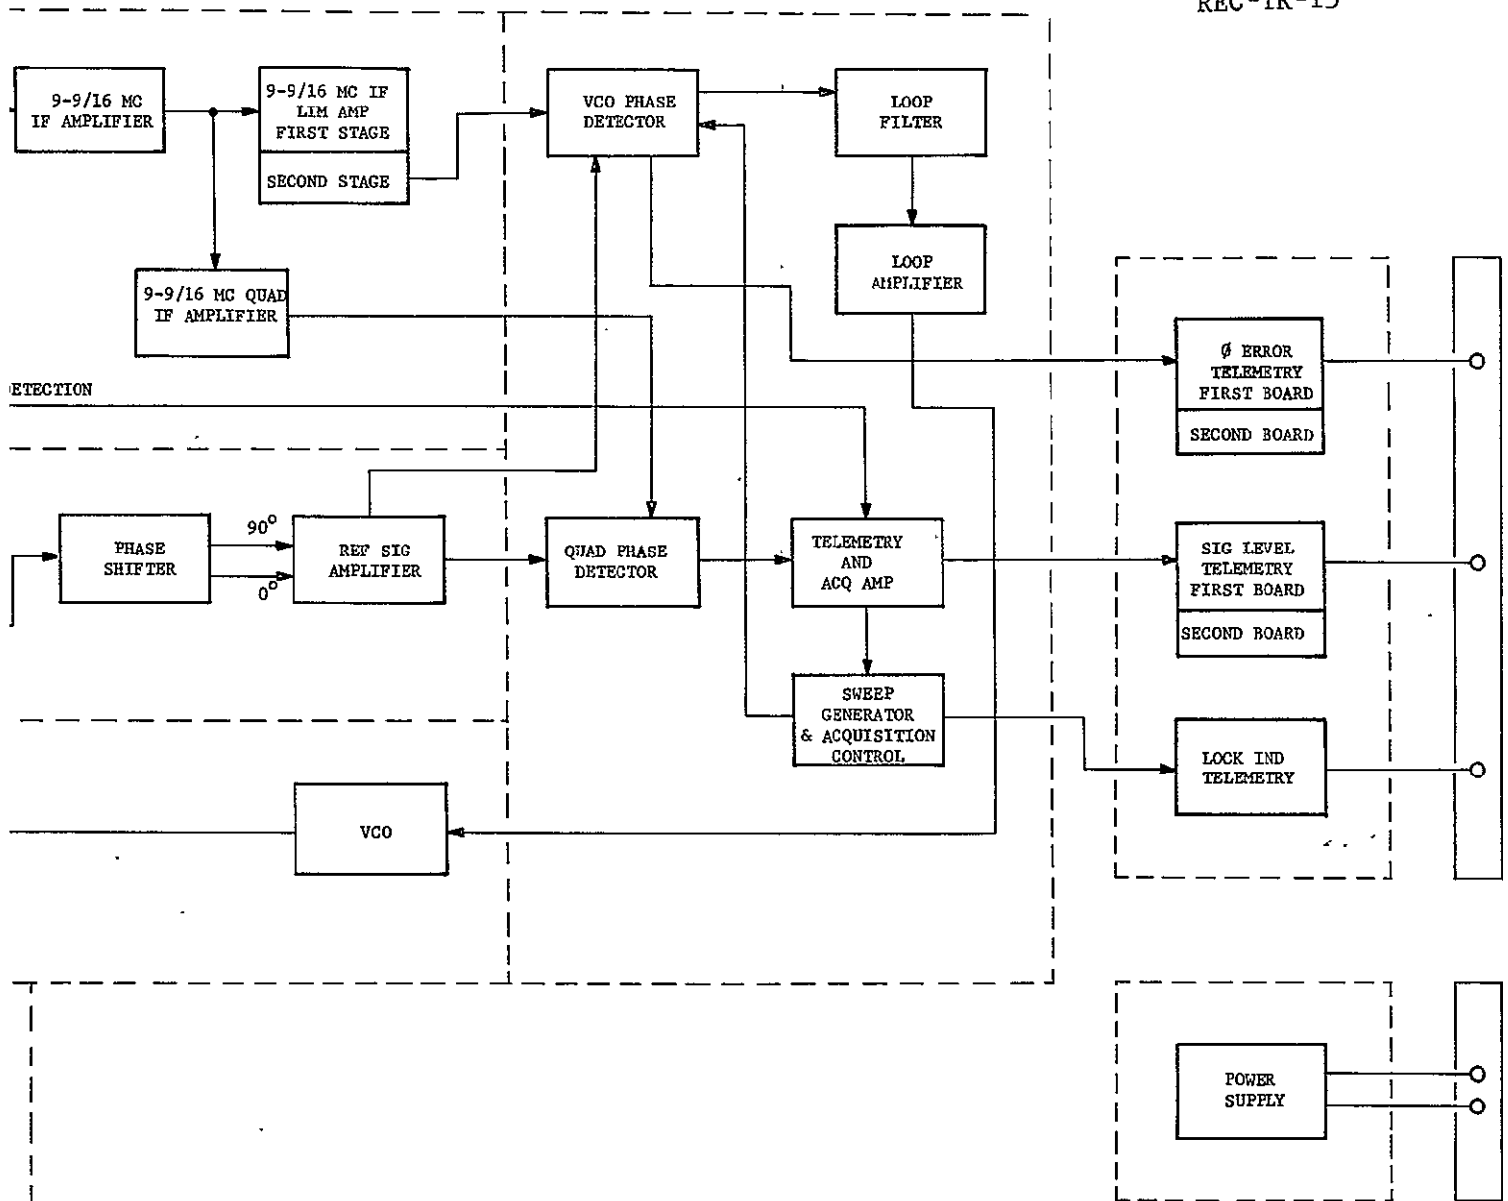 9-9/16 MC
IF AMPLIFIER
9-9/16 MC IF
LIM AMP
FIRST STAGE
SECOND STAGE
VCO PHASE
DETECTOR
LOOP
FILTER
LOOP
AMPLIFIER
9-9/16 MC QUAD
IF AMPLIFIER
Ø ERROR
TELEMETRY
FIRST BOARD
SECOND BOARD
ETECTION
PHASE
SHIFTER
90°
0°
REF SIG
AMPLIFIER
QUAD PHASE
DETECTOR
TELEMETRY
AND
ACQ AMP
SIG LEVEL
TELEMETRY
FIRST BOARD
SECOND BOARD
SWEEP
GENERATOR
& ACQUISITION
CONTROL
LOCK IND
TELEMETRY
VCO
POWER
SUPPLY